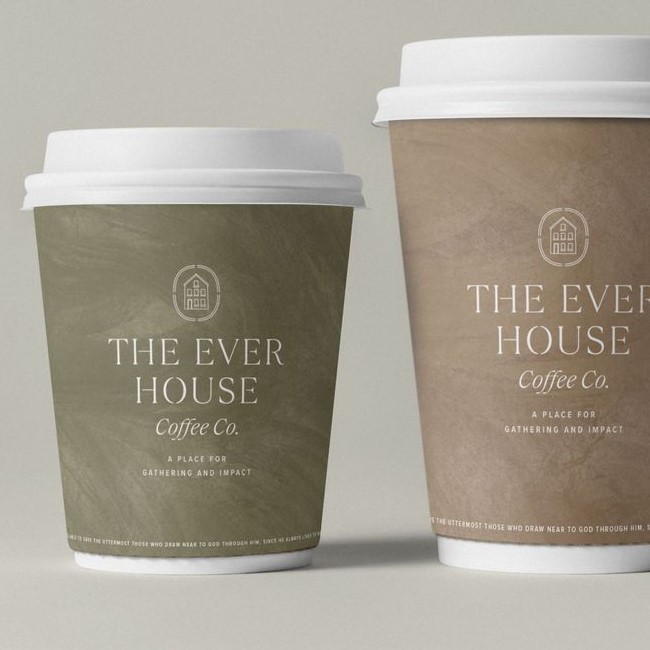 THE EVER
HOUSE
Coffee Co.
A PLACE FOR
GATHERING AND IMPACT
TO SAVE THE UTTERMOST THOSE WHO DRAW NEAR TO GOD THROUGH HIM, SINCE HE ALWAYS
THE EVER
HOUSE
Coffee Co.
A PLACE FOR
GATHERING AND IMPACT
THE UTTERMOST THOSE WHO DRAW NEAR TO GOD THROUGH HIM,